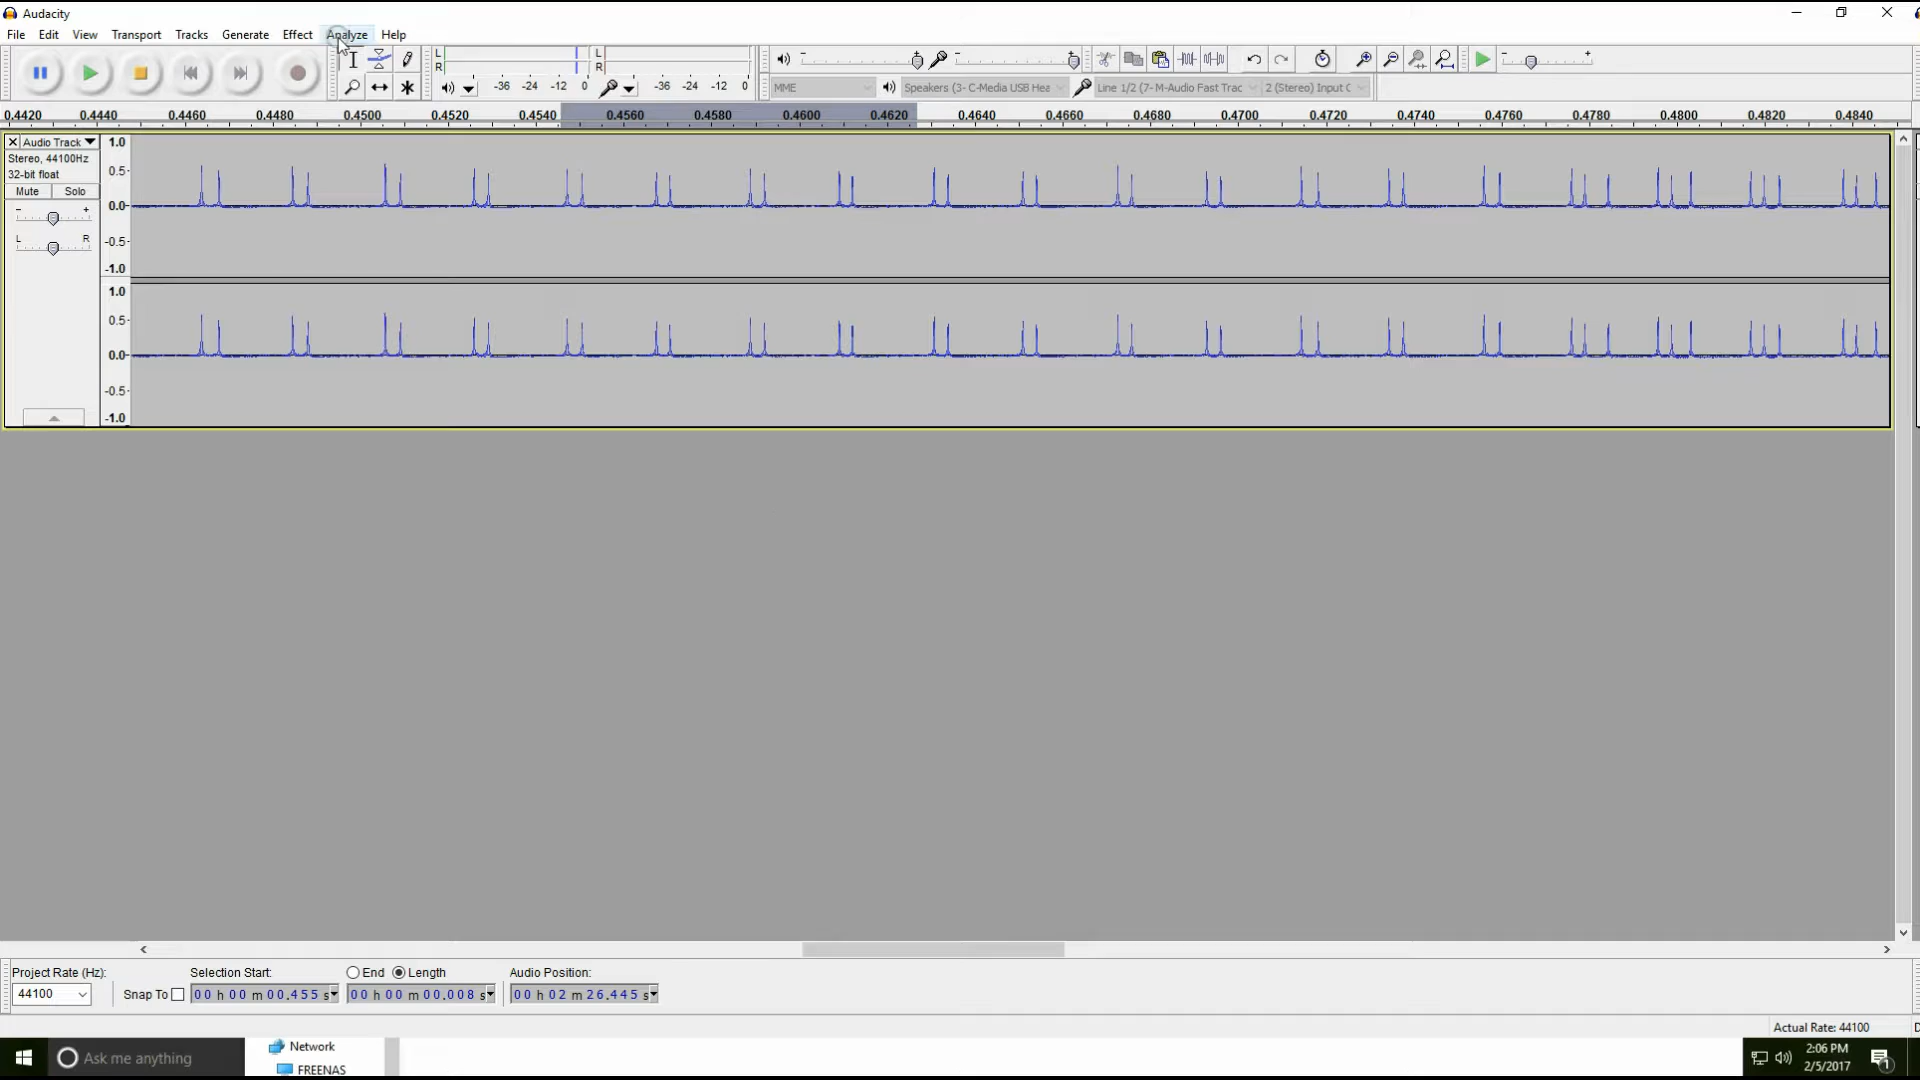 Audacity
File Edit View Transport Tracks Generate Effect Analyze Help
L
R
-36 -24 -12 0
L
R
-36 -24 -12 0
MME Speakers (3- C-Media USB Hea Line 1/2 (7- M-Audio Fast Trac 2 (Stereo) Input C
0.4420 0.4440 0.4460 0.4480 0.4500 0.4520 0.4540 0.4560 0.4580 0.4600 0.4620 0.4640 0.4660 0.4680 0.4700 0.4720 0.4740 0.4760 0.4780 0.4800 0.4820 0.4840
Audio Track
Stereo, 44100Hz
32-bit float
Mute Solo
- +
L R
1.0
0.5
0.0
-0.5
-1.0
1.0
0.5
0.0
-0.5
-1.0
Project Rate (Hz): Selection Start: End Length Audio Position:
44100 Snap To 00 h 00 m 00.455 s 00 h 00 m 00.008 s 00 h 02 m 26.445 s
Actual Rate: 44100
Ask me anything
Network
FREENAS
2:06 PM
2/5/2017
1